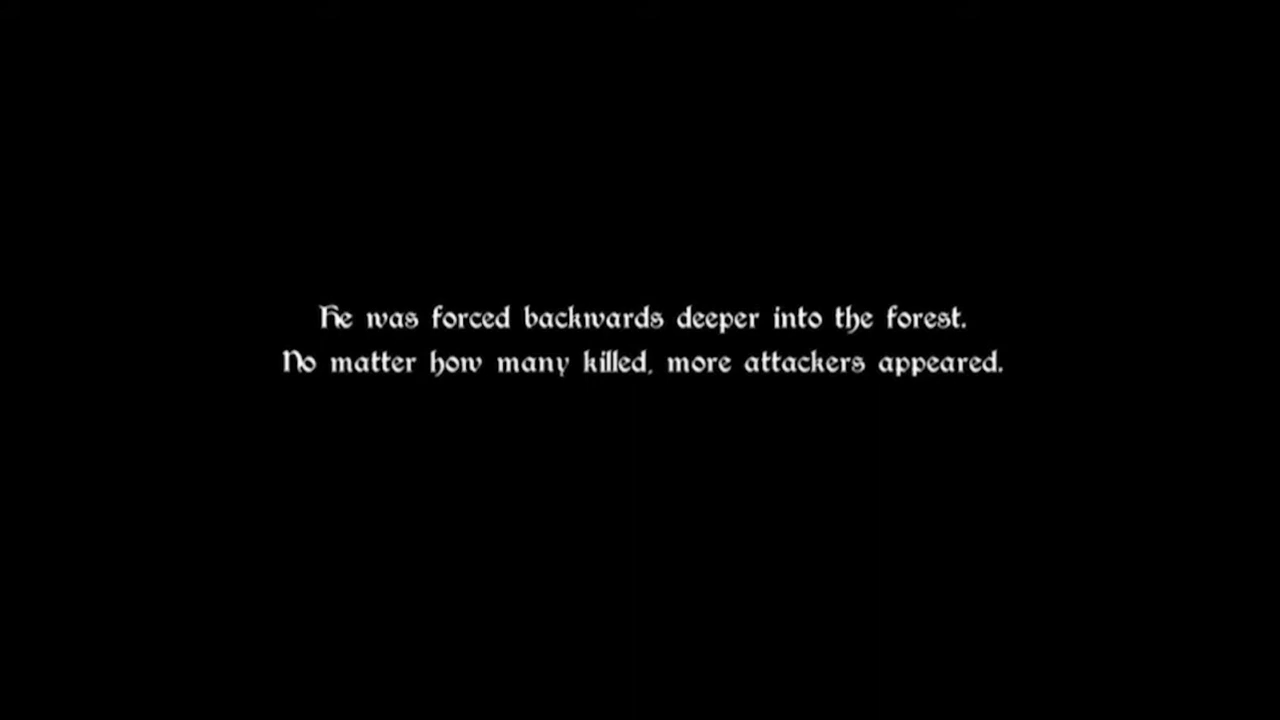 He was forced backwards deeper into the forest.
No matter how many killed, more attackers appeared.